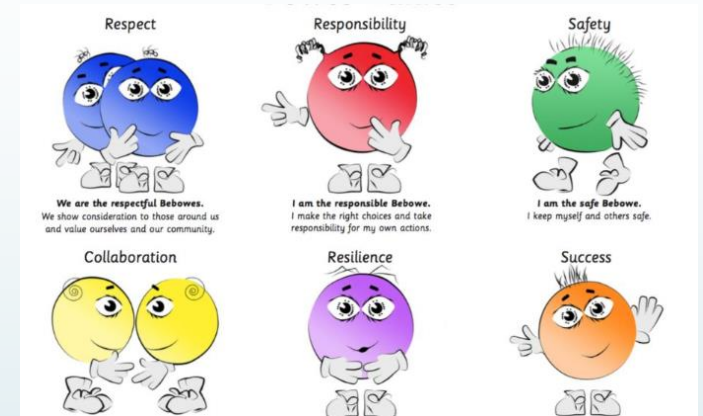 Respect
We are the respectful Bebowes.
We show consideration to those around us
and value ourselves and our community.
Responsibility
I am the responsible Bebowe.
I make the right choices and take
responsibility for my own actions.
Safety
I am the safe Bebowe.
I keep myself and others safe.
Collaboration
Resilience
Success